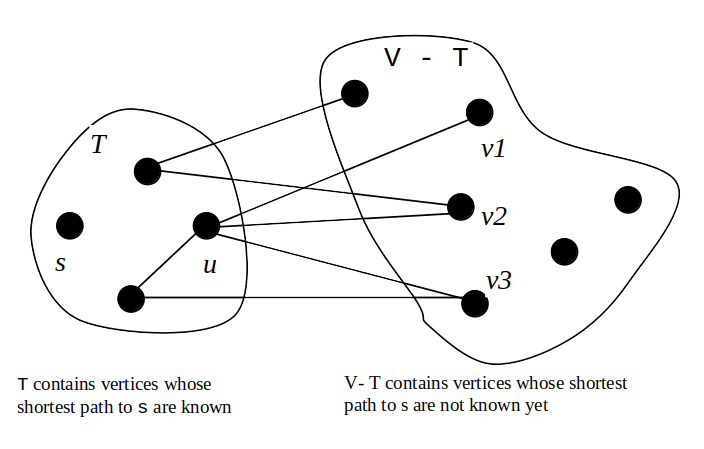 V - T
T
v1
v2
s
u
v3
T contains vertices whose
shortest path to s are known
V- T contains vertices whose shortest
path to s are not known yet